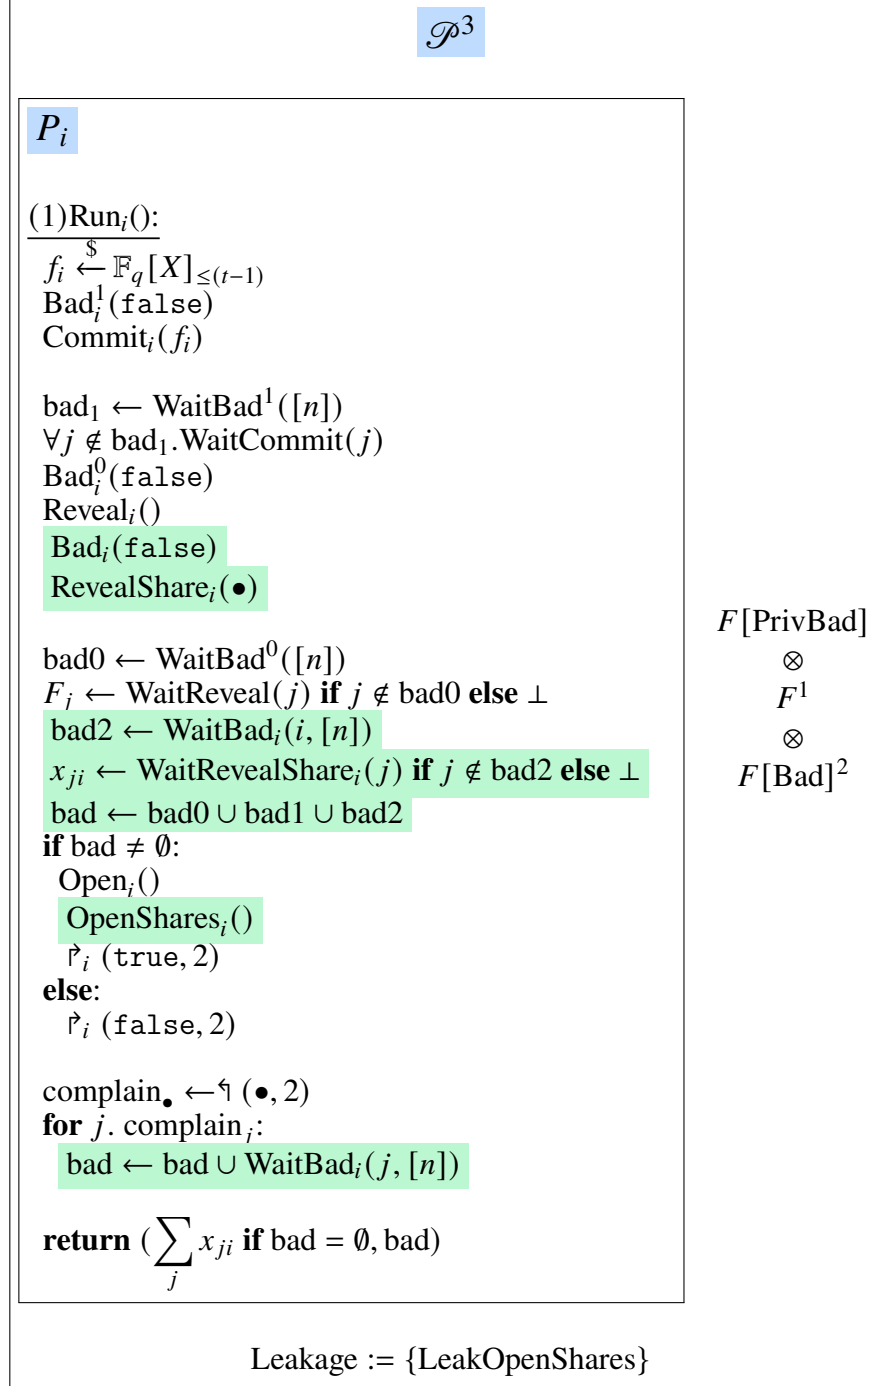 𝒫³
P_i
(1)Run_i():
f_i ←$ 𝔽_q[X]_{≤(t−1)}
Bad_i^1(false)
Commit_i(f_i)
bad_1 ← WaitBad^1([n])
∀j ∉ bad_1.WaitCommit(j)
Bad_i^0(false)
Reveal_i()
Bad_i(false)
RevealShare_i(•)
bad0 ← WaitBad^0([n])
F_j ← WaitReveal(j) if j ∉ bad0 else ⊥
bad2 ← WaitBad_i(i, [n])
x_{ji} ← WaitRevealShare_i(j) if j ∉ bad2 else ⊥
bad ← bad0 ∪ bad1 ∪ bad2
if bad ≠ ∅:
Open_i()
OpenShares_i()
↱_i (true, 2)
else:
↱_i (false, 2)
complain_• ← ↰ (•, 2)
for j. complain_j:
bad ← bad ∪ WaitBad_i(j, [n])
return (∑_j x_{ji} if bad = ∅, bad)
F[PrivBad]
⊗
F^1
⊗
F[Bad]^2
Leakage := {LeakOpenShares}